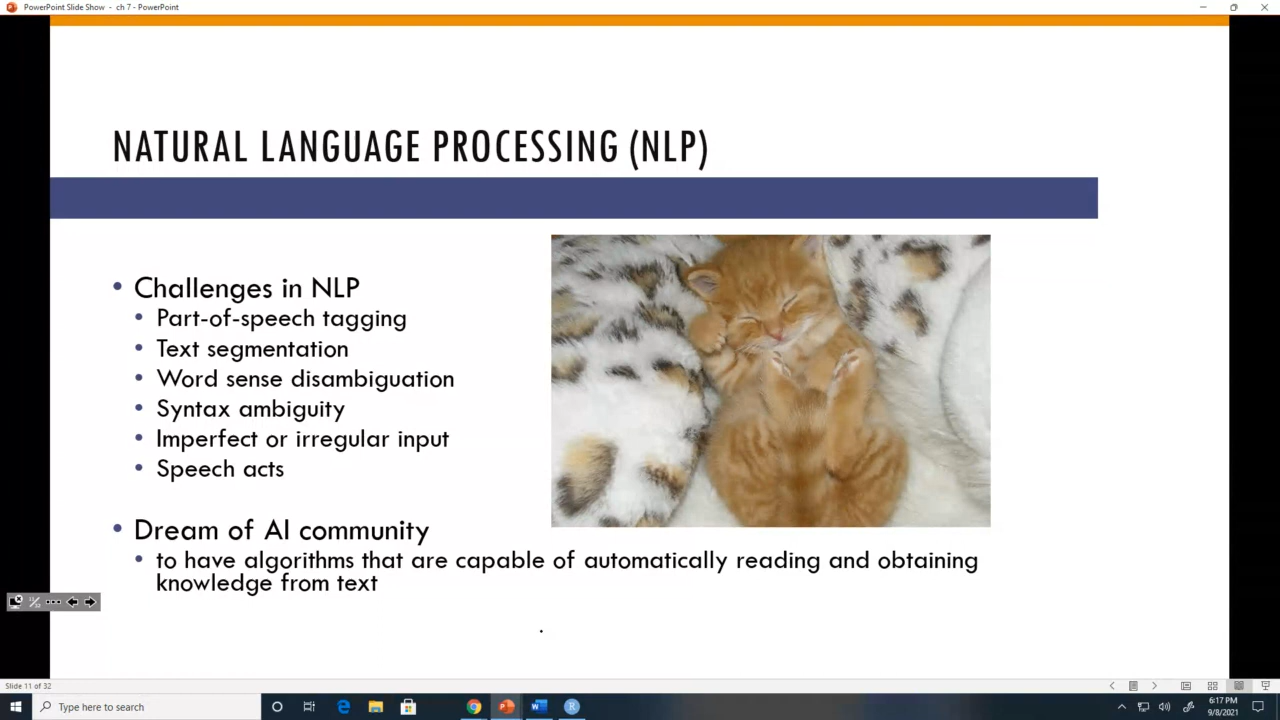 PowerPoint Slide Show - ch 7 - PowerPoint
NATURAL LANGUAGE PROCESSING (NLP)
• Challenges in NLP
• Part-of-speech tagging
• Text segmentation
• Word sense disambiguation
• Syntax ambiguity
• Imperfect or irregular input
• Speech acts
• Dream of AI community
• to have algorithms that are capable of automatically reading and obtaining
knowledge from text
Slide 11 of 32
Type here to search
6:17 PM
9/8/2021